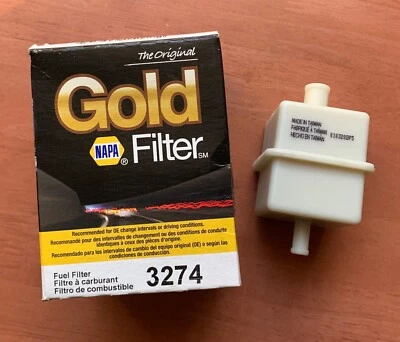 The Original
Gold
NAPA
® Filter SM
Recommended for OE change intervals or driving conditions.
Recommandé pour des intervalles de changement ou des conditions de conduite
identiques à ceux des pièces d'origine.
Recomendado para los intervalos de cambio del equipo original (OE) o según las
condiciones de conducción.
Fuel Filter
Filtre à carburant
Filtro de combustible
3274
MADE IN TAIWAN
FABRIQUÉ À TAIWAN
HECHO EN TAIWAN